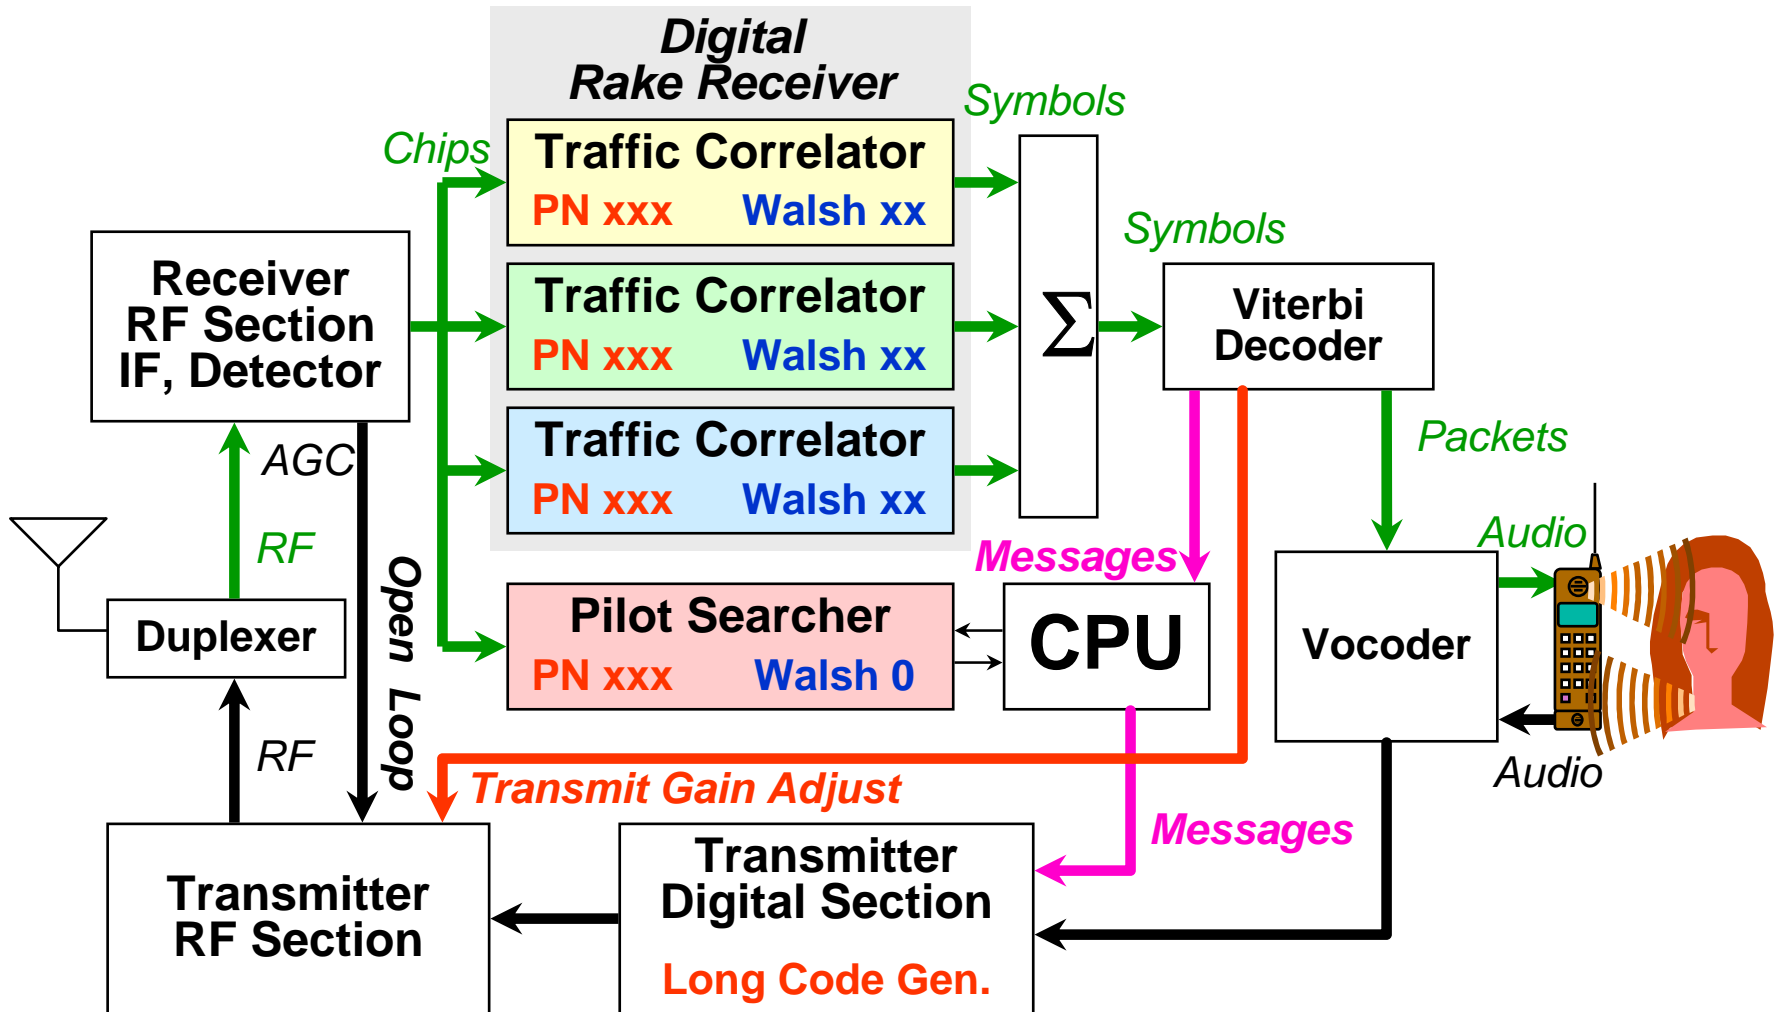 Digital
Rake Receiver
Symbols
Chips
Traffic Correlator
PN xxx Walsh xx
Symbols
Receiver
RF Section
IF, Detector
Traffic Correlator
PN xxx Walsh xx
Σ
Viterbi
Decoder
Traffic Correlator
PN xxx Walsh xx
AGC
Packets
RF
Open Loop
Messages
Audio
Duplexer
Pilot Searcher
PN xxx Walsh 0
CPU
Vocoder
RF
Transmit Gain Adjust
Audio
Messages
Transmitter
RF Section
Transmitter
Digital Section
Long Code Gen.